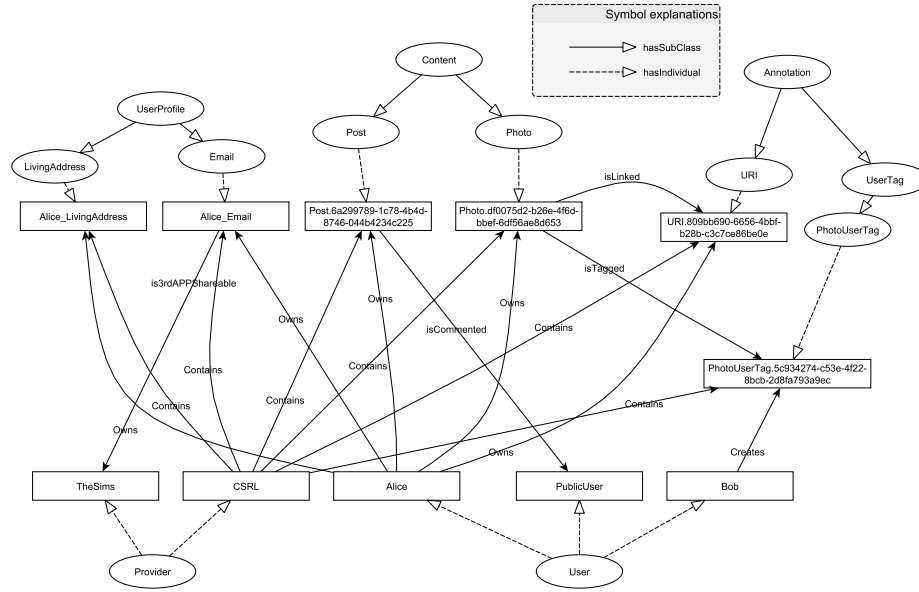 Symbol explanations
hasSubClass
hasIndividual
Content
Annotation
UserProfile
Post
Photo
LivingAddress
Email
URI
UserTag
Alice_LivingAddress
Alice_Email
Post.6a299789-1c78-4b4d-
8746-044b4234c225
Photo.df0075d2-b26e-4f6d-
bbef-6df56ae8d653
isLinked
URI.809bb690-6656-4bbf-
b28b-c3c7ce86be0e
PhotoUserTag
is3rdAPPShareable
isTagged
Owns
Owns
Owns
isCommented
Contains
Contains
Contains
PhotoUserTag.5c934274-c53e-4f22-
8bcb-2d8fa793a9ec
Contains
Contains
Contains
Owns
Owns
Creates
TheSims
CSRL
Alice
PublicUser
Bob
Provider
User